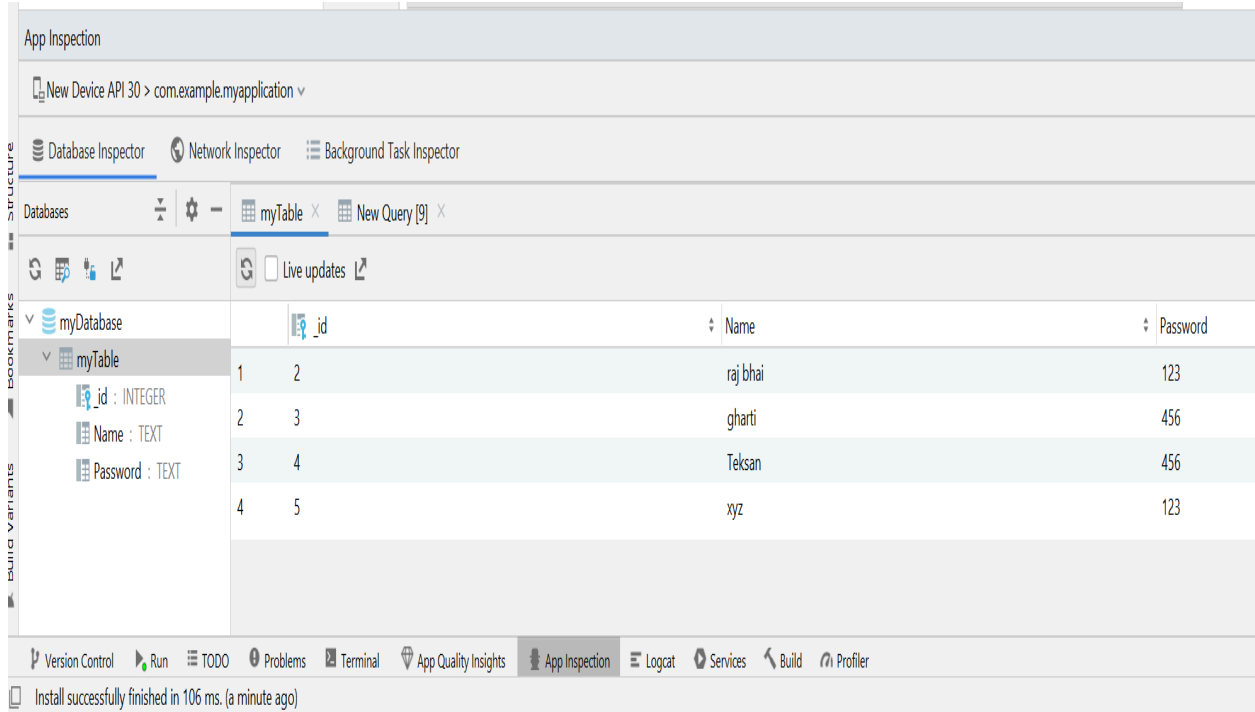 App Inspection
New Device API 30 > com.example.myapplication
Database Inspector Network Inspector Background Task Inspector
Databases myTable New Query [9]
Live updates
myDatabase
myTable
_id : INTEGER
Name : TEXT
Password : TEXT
_id Name Password
1 2 raj bhai 123
2 3 gharti 456
3 4 Teksan 456
4 5 xyz 123
Structure
Bookmarks
Build Variants
Version Control Run TODO Problems Terminal App Quality Insights App Inspection Logcat Services Build Profiler
Install successfully finished in 106 ms. (a minute ago)